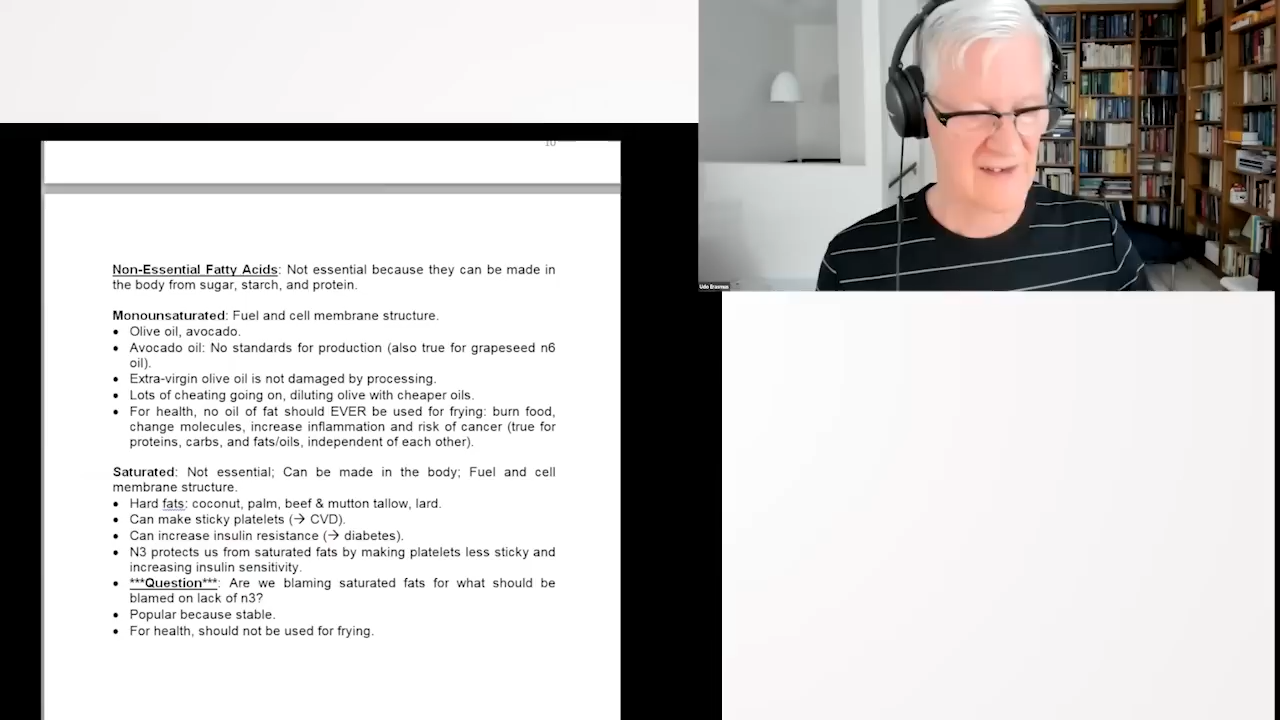 10
Non-Essential Fatty Acids: Not essential because they can be made in
the body from sugar, starch, and protein.
Monounsaturated: Fuel and cell membrane structure.
• Olive oil, avocado.
• Avocado oil: No standards for production (also true for grapeseed n6
oil).
• Extra-virgin olive oil is not damaged by processing.
• Lots of cheating going on, diluting olive with cheaper oils.
• For health, no oil of fat should EVER be used for frying: burn food,
change molecules, increase inflammation and risk of cancer (true for
proteins, carbs, and fats/oils, independent of each other).
Saturated: Not essential; Can be made in the body; Fuel and cell
membrane structure.
• Hard fats: coconut, palm, beef & mutton tallow, lard.
• Can make sticky platelets (→ CVD).
• Can increase insulin resistance (→ diabetes).
• N3 protects us from saturated fats by making platelets less sticky and
increasing insulin sensitivity.
• ***Question***: Are we blaming saturated fats for what should be
blamed on lack of n3?
• Popular because stable.
• For health, should not be used for frying.
Udo Erasmus